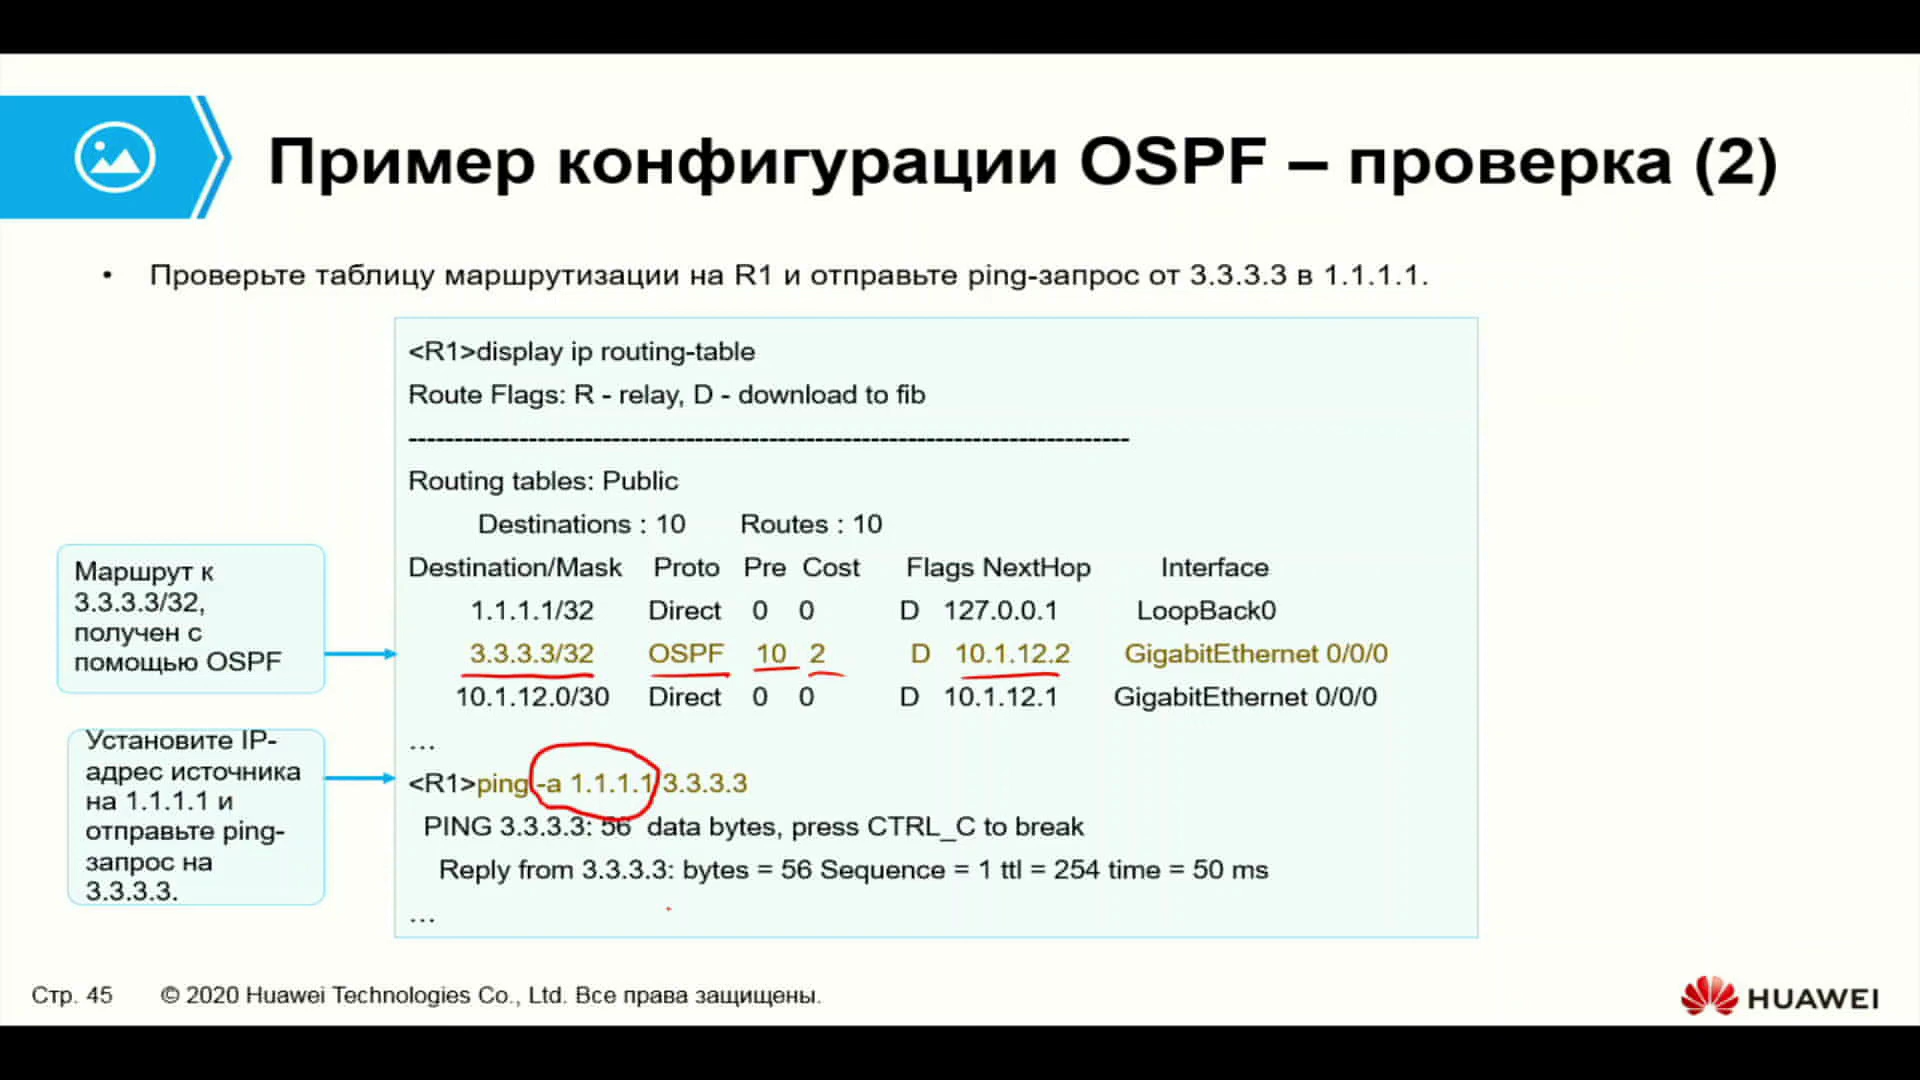 Пример конфигурации OSPF – проверка (2)
• Проверьте таблицу маршрутизации на R1 и отправьте ping-запрос от 3.3.3.3 в 1.1.1.1.
<R1>display ip routing-table
Route Flags: R - relay, D - download to fib
------------------------------------------------------------------------------
Routing tables: Public
Destinations : 10 Routes : 10
Destination/Mask Proto Pre Cost Flags NextHop Interface
1.1.1.1/32 Direct 0 0 D 127.0.0.1 LoopBack0
3.3.3.3/32 OSPF 10 2 D 10.1.12.2 GigabitEthernet 0/0/0
10.1.12.0/30 Direct 0 0 D 10.1.12.1 GigabitEthernet 0/0/0
...
<R1>ping -a 1.1.1.1 3.3.3.3
PING 3.3.3.3: 56 data bytes, press CTRL_C to break
Reply from 3.3.3.3: bytes = 56 Sequence = 1 ttl = 254 time = 50 ms
...
Маршрут к
3.3.3.3/32,
получен с
помощью OSPF
Установите IP-
адрес источника
на 1.1.1.1 и
отправьте ping-
запрос на
3.3.3.3.
Стр. 45 © 2020 Huawei Technologies Co., Ltd. Все права защищены.
HUAWEI